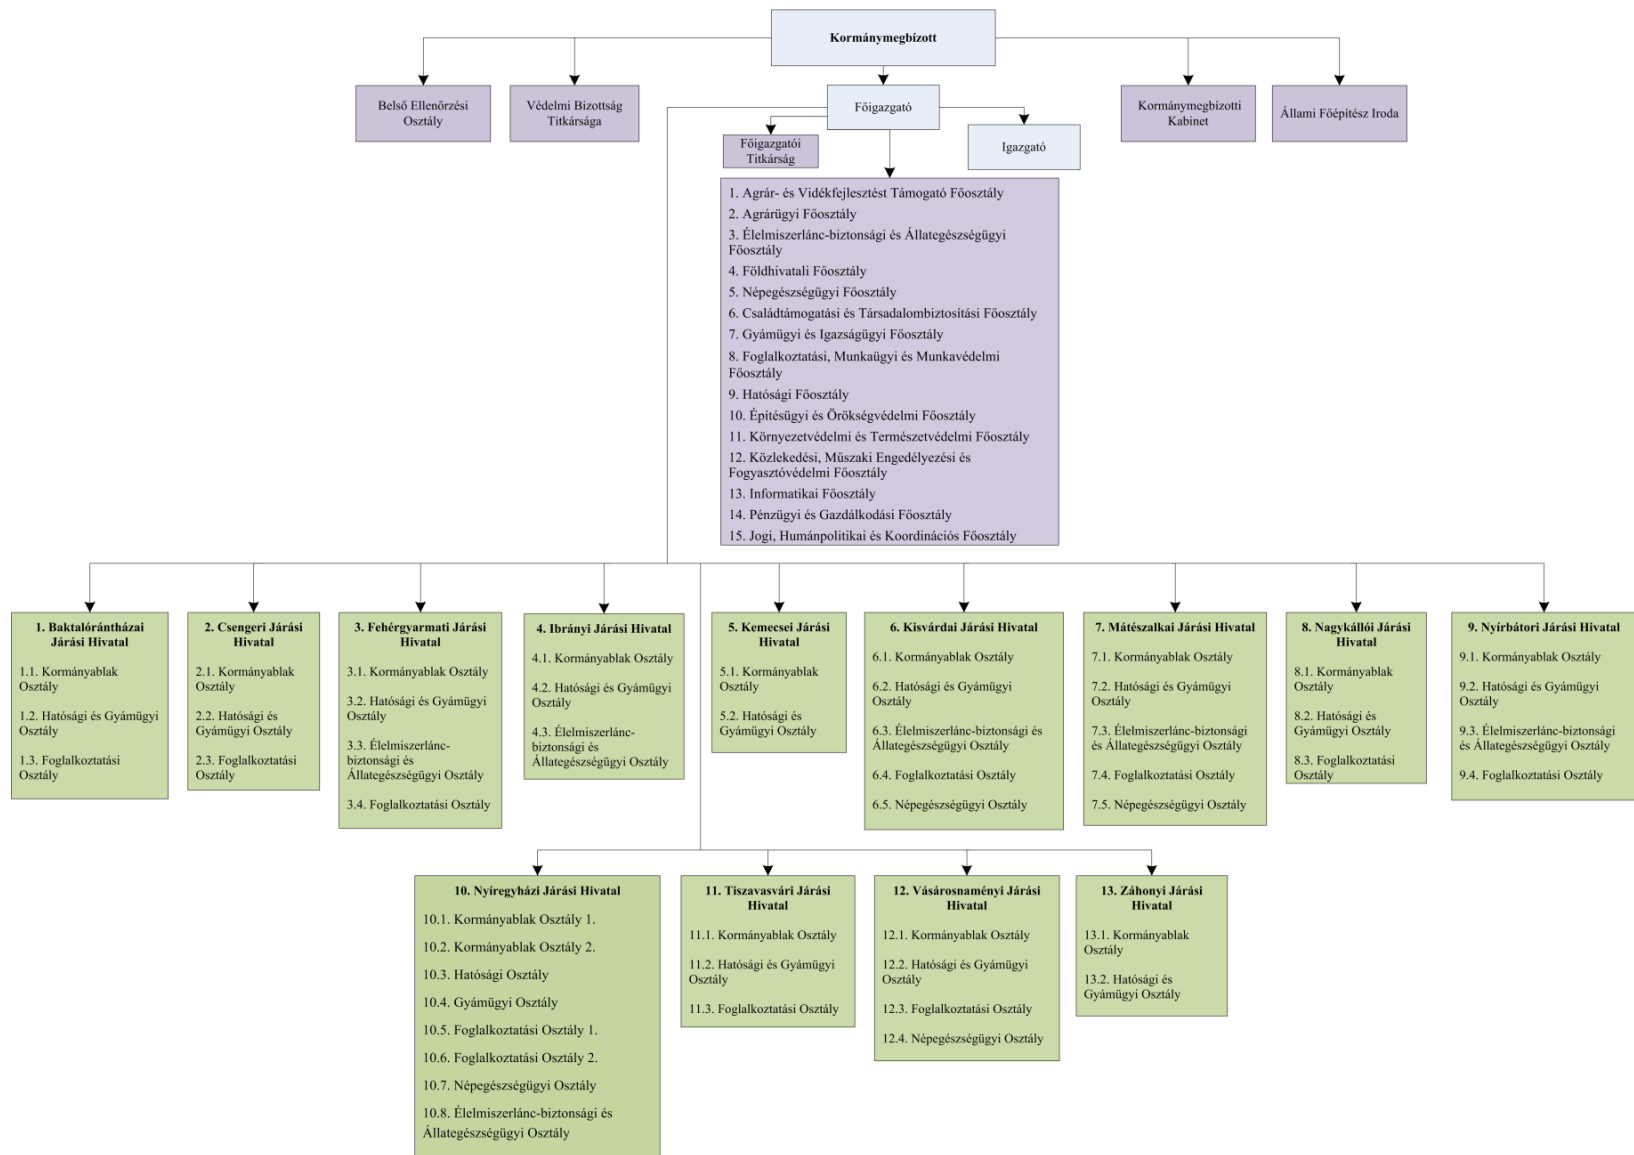 Kormánymegbízott
Belső Ellenőrzési
Osztály
Védelmi Bizottság
Titkársága
Főigazgató
Kormánymegbízotti
Kabinet
Állami Főépítész Iroda
Főigazgatói
Titkárság
Igazgató
1. Agrár- és Vidékfejlesztést Támogató Főosztály
2. Agrárügyi Főosztály
3. Élelmiszerlánc-biztonsági és Állategészségügyi
Főosztály
4. Földhivatali Főosztály
5. Népegészségügyi Főosztály
6. Családtámogatási és Társadalombiztosítási Főosztály
7. Gyámügyi és Igazságügyi Főosztály
8. Foglalkoztatási, Munkaügyi és Munkavédelmi
Főosztály
9. Hatósági Főosztály
10. Építésügyi és Örökségvédelmi Főosztály
11. Környezetvédelmi és Természetvédelmi Főosztály
12. Közlekedési, Műszaki Engedélyezési és
Fogyasztóvédelmi Főosztály
13. Informatikai Főosztály
14. Pénzügyi és Gazdálkodási Főosztály
15. Jogi, Humánpolitikai és Koordinációs Főosztály
1. Baktalórántházai
Járási Hivatal
1.1. Kormányablak
Osztály
1.2. Hatósági és Gyámügyi
Osztály
1.3. Foglalkoztatási
Osztály
2. Csengeri Járási
Hivatal
2.1. Kormányablak
Osztály
2.2. Hatósági és
Gyámügyi Osztály
2.3. Foglalkoztatási
Osztály
3. Fehérgyarmati Járási
Hivatal
3.1. Kormányablak Osztály
3.2. Hatósági és Gyámügyi
Osztály
3.3. Élelmiszerlánc-
biztonsági és
Állategészségügyi Osztály
3.4. Foglalkoztatási Osztály
4. Ibrányi Járási Hivatal
4.1. Kormányablak Osztály
4.2. Hatósági és Gyámügyi
Osztály
4.3. Élelmiszerlánc-
biztonsági és
Állategészségügyi Osztály
5. Kemecsei Járási
Hivatal
5.1. Kormányablak
Osztály
5.2. Hatósági és
Gyámügyi Osztály
6. Kisvárdai Járási Hivatal
6.1. Kormányablak Osztály
6.2. Hatósági és Gyámügyi
Osztály
6.3. Élelmiszerlánc-biztonsági és
Állategészségügyi Osztály
6.4. Foglalkoztatási Osztály
6.5. Népegészségügyi Osztály
7. Mátészalkai Járási Hivatal
7.1. Kormányablak Osztály
7.2. Hatósági és Gyámügyi
Osztály
7.3. Élelmiszerlánc-biztonsági
és Állategészségügyi Osztály
7.4. Foglalkoztatási Osztály
7.5. Népegészségügyi Osztály
8. Nagykállói Járási
Hivatal
8.1. Kormányablak
Osztály
8.2. Hatósági és
Gyámügyi Osztály
8.3. Foglalkoztatási
Osztály
9. Nyírbátori Járási Hivatal
9.1. Kormányablak Osztály
9.2. Hatósági és Gyámügyi
Osztály
9.3. Élelmiszerlánc-biztonsági
és Állategészségügyi Osztály
9.4. Foglalkoztatási Osztály
10. Nyíregyházi Járási Hivatal
10.1. Kormányablak Osztály 1.
10.2. Kormányablak Osztály 2.
10.3. Hatósági Osztály
10.4. Gyámügyi Osztály
10.5. Foglalkoztatási Osztály 1.
10.6. Foglalkoztatási Osztály 2.
10.7. Népegészségügyi Osztály
10.8. Élelmiszerlánc-biztonsági és
Állategészségügyi Osztály
11. Tiszavasvári Járási
Hivatal
11.1. Kormányablak Osztály
11.2. Hatósági és Gyámügyi
Osztály
11.3. Foglalkoztatási Osztály
12. Vásárosnaményi Járási
Hivatal
12.1. Kormányablak Osztály
12.2. Hatósági és Gyámügyi
Osztály
12.3. Foglalkoztatási Osztály
12.4. Népegészségügyi Osztály
13. Záhonyi Járási
Hivatal
13.1. Kormányablak
Osztály
13.2. Hatósági és
Gyámügyi Osztály